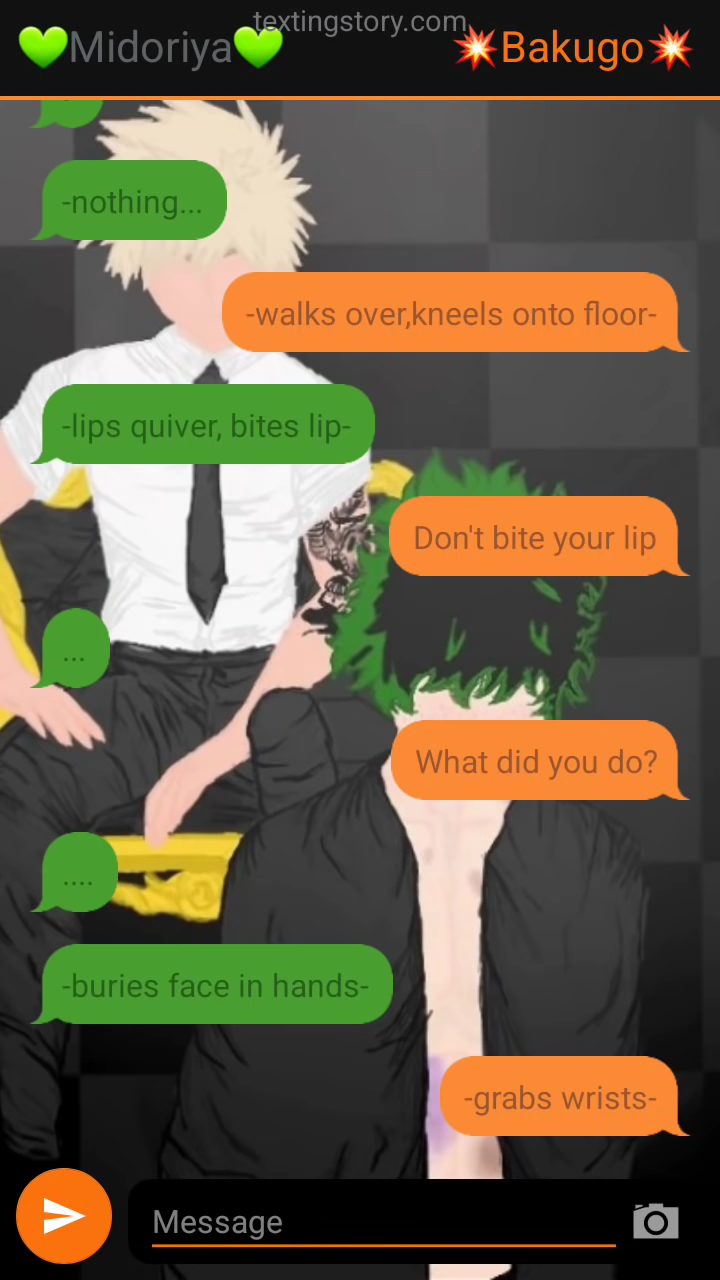 textingstory.com
💚Midoriya💚
💥Bakugo💥
-nothing...
-walks over,kneels onto floor-
-lips quiver, bites lip-
Don't bite your lip
...
What did you do?
....
-buries face in hands-
-grabs wrists-
Message